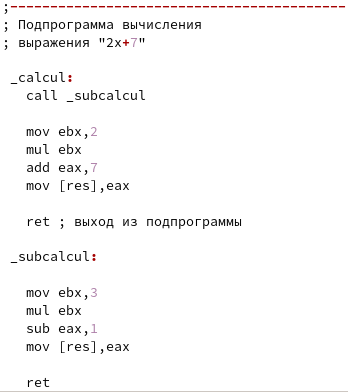 ;------------------------------------------
; Подпрограмма вычисления
; выражения "2x+7"
_calcul:
call _subcalcul
mov ebx,2
mul ebx
add eax,7
mov [res],eax
ret ; выход из подпрограммы
_subcalcul:
mov ebx,3
mul ebx
sub eax,1
mov [res],eax
ret